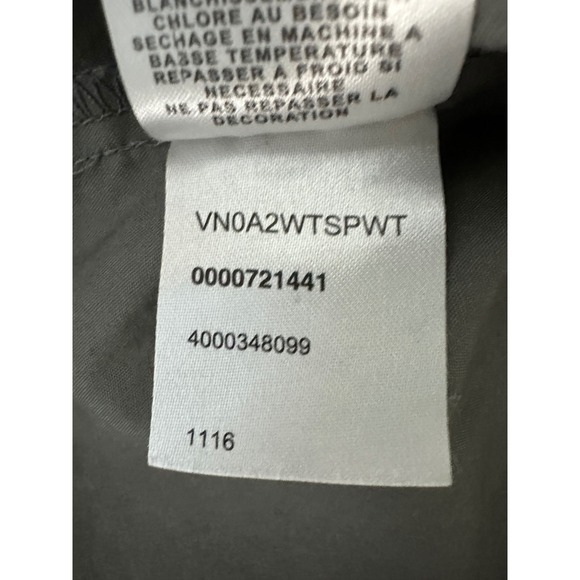 CHLORE AU BESOIN
SECHAGE EN MACHINE A
BASSE TEMPERATURE
REPASSER A FROID SI
NECESSAIRE
NE PAS REPASSER LA
DECORATION
VN0A2WTSPWT
0000721441
4000348099
1116